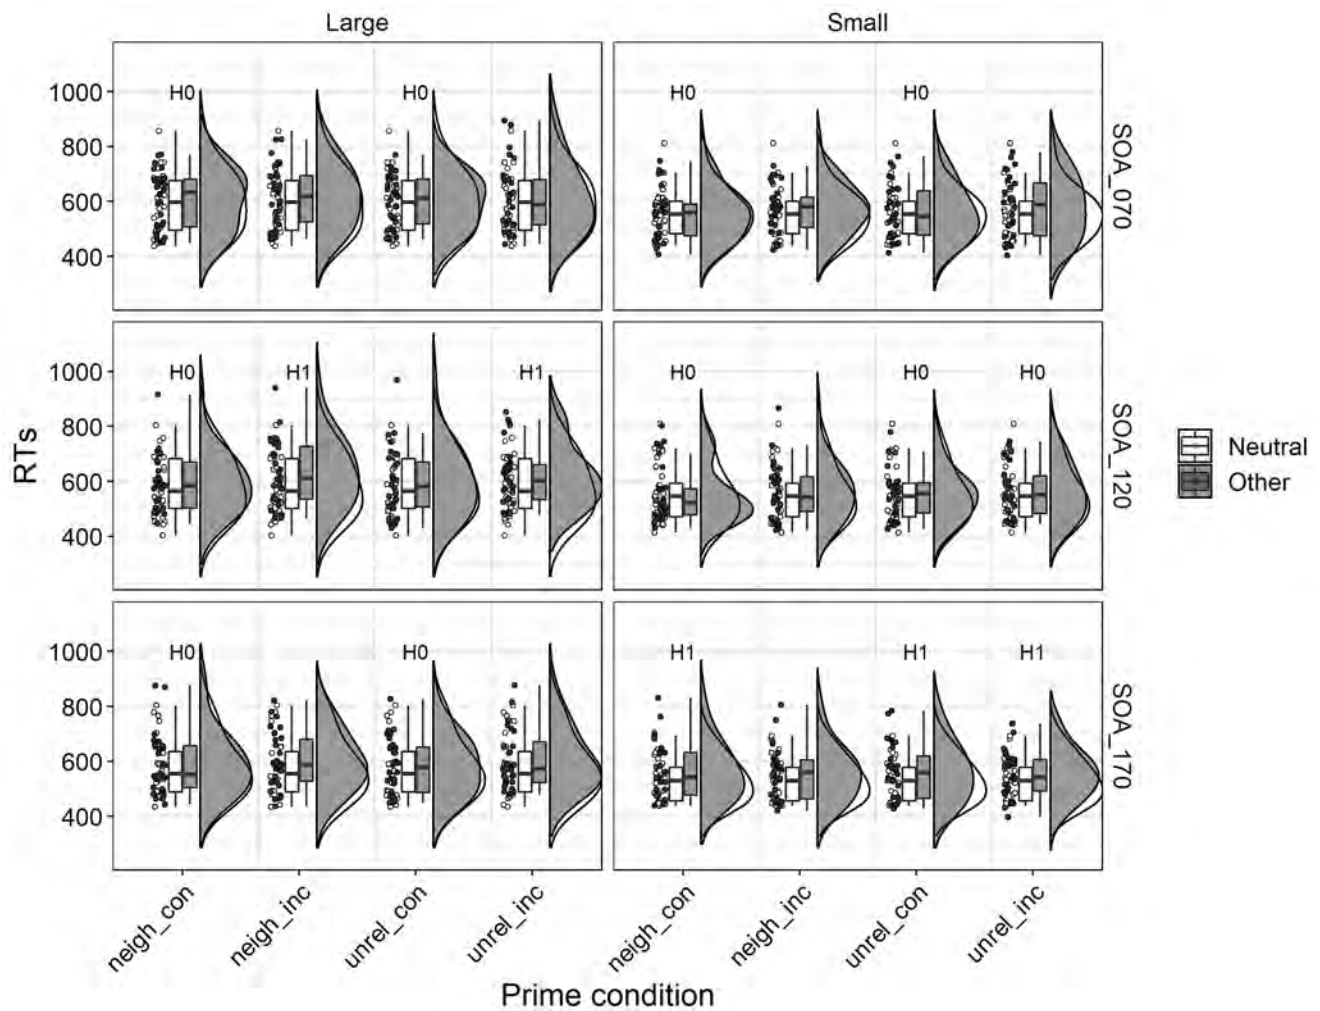 Large Small
1000 H0 H0 H0 H0
800
600
400
SOA_070
1000 H0 H1 H1 H0 H0 H0
800
600
400
SOA_120
1000 H0 H0 H1 H1 H1
800
600
400
SOA_170
RTs
neigh_con neigh_inc unrel_con unrel_inc neigh_con neigh_inc unrel_con unrel_inc
Prime condition
Neutral
Other